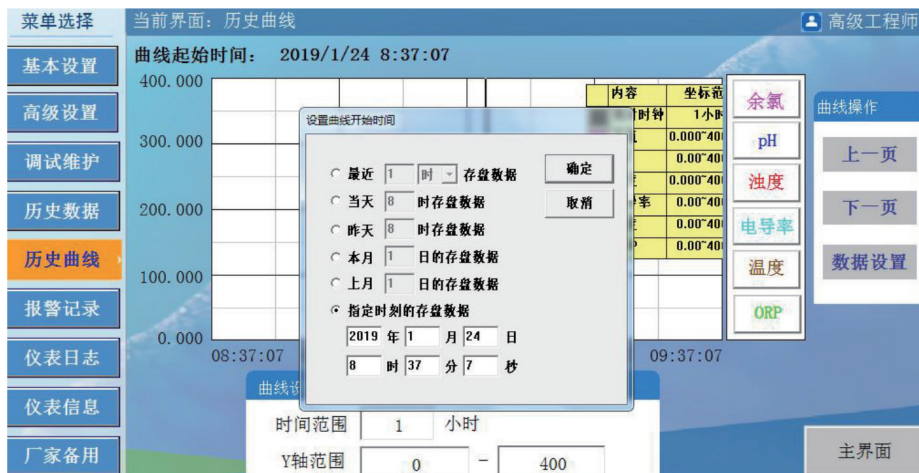 菜单选择
当前界面：历史曲线
高级工程师
基本设置
高级设置
调试维护
历史数据
历史曲线
报警记录
仪表日志
仪表信息
厂家备用
曲线起始时间： 2019/1/24 8:37:07
400.000
300.000
200.000
100.000
0.000
08:37:07
09:37:07
内容 坐标范
时钟 1小时
0.000~40
0.00~40
0.000~40
率 0.00~40
0.00~40
0.00~40
余氯
pH
浊度
电导率
温度
ORP
曲线操作
上一页
下一页
数据设置
主界面
设置曲线开始时间
最近 1 时 存盘数据
当天 8 时存盘数据
昨天 8 时存盘数据
本月 1 日的存盘数据
上月 1 日的存盘数据
指定时刻的存盘数据
2019 年 1 月 24 日
8 时 37 分 7 秒
确定
取消
曲线设
时间范围 1 小时
Y轴范围 0 - 400